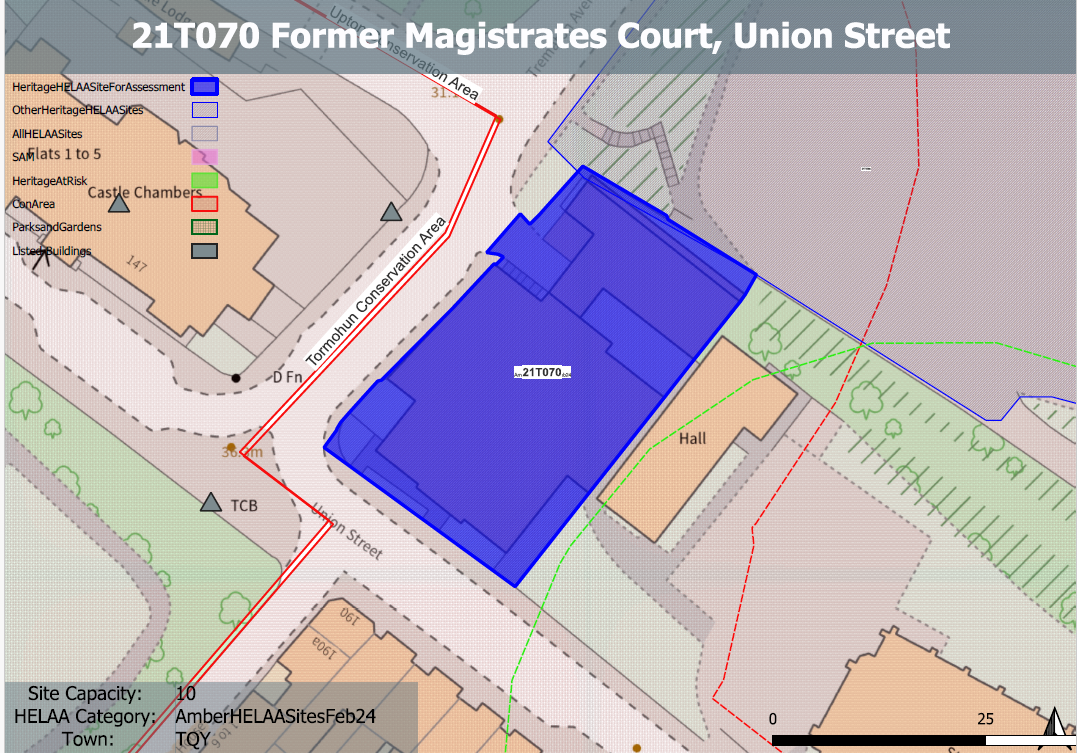 21T070 Former Magistrates Court, Union Street
Upton Conservation Area
HeritageHELAASiteForAssessment
OtherHeritageHELAASites
AllHELAASites
SAM
Flats 1 to 5
HeritageAtRisk
Castle Chambers
ConArea
ParksandGardens
ListedBuildings
147
Tormohun Conservation Area
D Fn
21T070
Hall
TCB
Union Street
190
190a
Site Capacity: 10
HELAA Category: AmberHELAASitesFeb24
Town: TQY
0 25